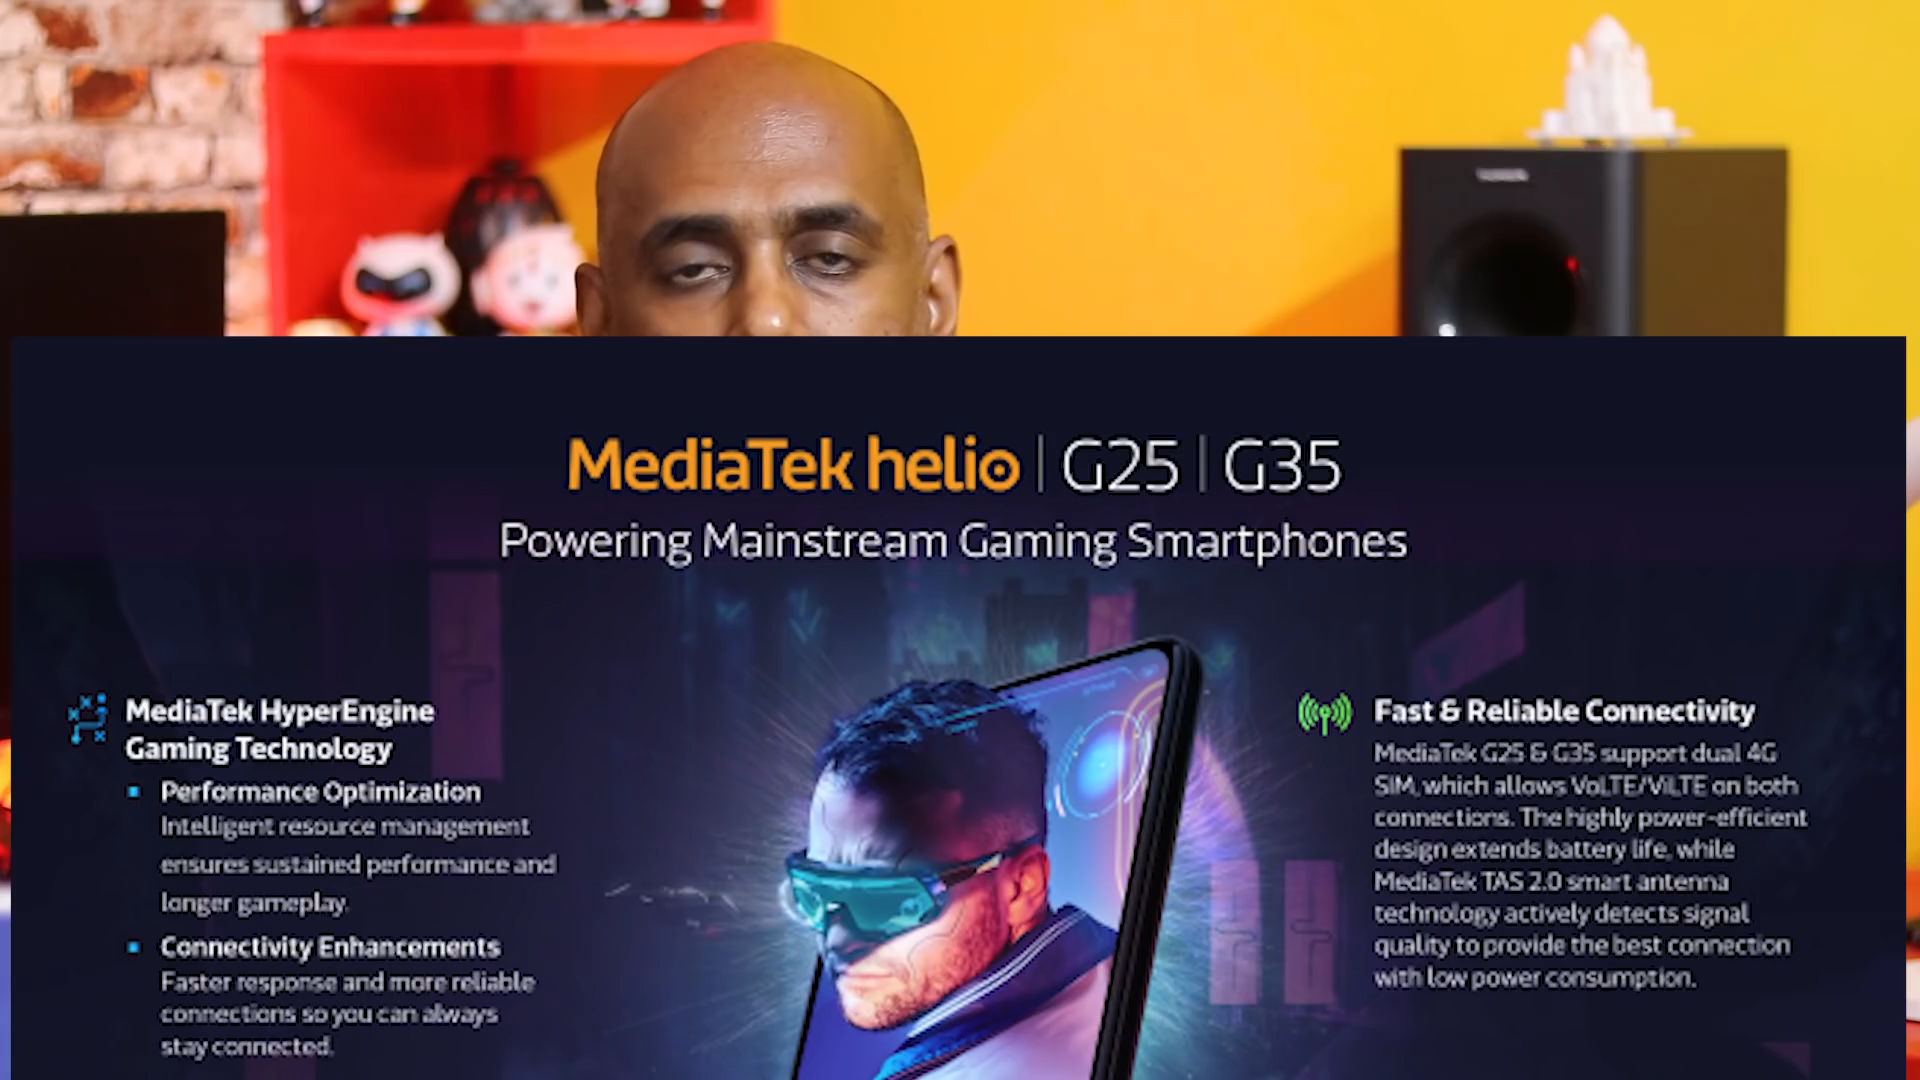 MediaTek helio | G25 | G35
Powering Mainstream Gaming Smartphones
MediaTek HyperEngine
Gaming Technology
Performance Optimization
Intelligent resource management
ensures sustained performance and
longer gameplay.
Connectivity Enhancements
Faster response and more reliable
connections so you can always
stay connected.
Fast & Reliable Connectivity
MediaTek G25 & G35 support dual 4G
SIM, which allows VoLTE/ViLTE on both
connections. The highly power-efficient
design extends battery life, while
MediaTek TAS 2.0 smart antenna
technology actively detects signal
quality to provide the best connection
with low power consumption.